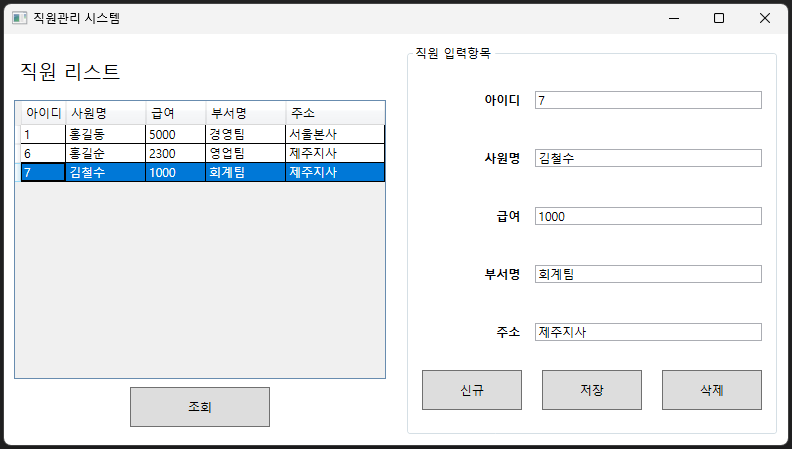 직원관리 시스템
직원 리스트
아이디 사원명 급여 부서명 주소
1 홍길동 5000 경영팀 서울본사
6 홍길순 2300 영업팀 제주지사
7 김철수 1000 회계팀 제주지사
조회
직원 입력항목
아이디 7
사원명 김철수
급여 1000
부서명 회계팀
주소 제주지사
신규 저장 삭제